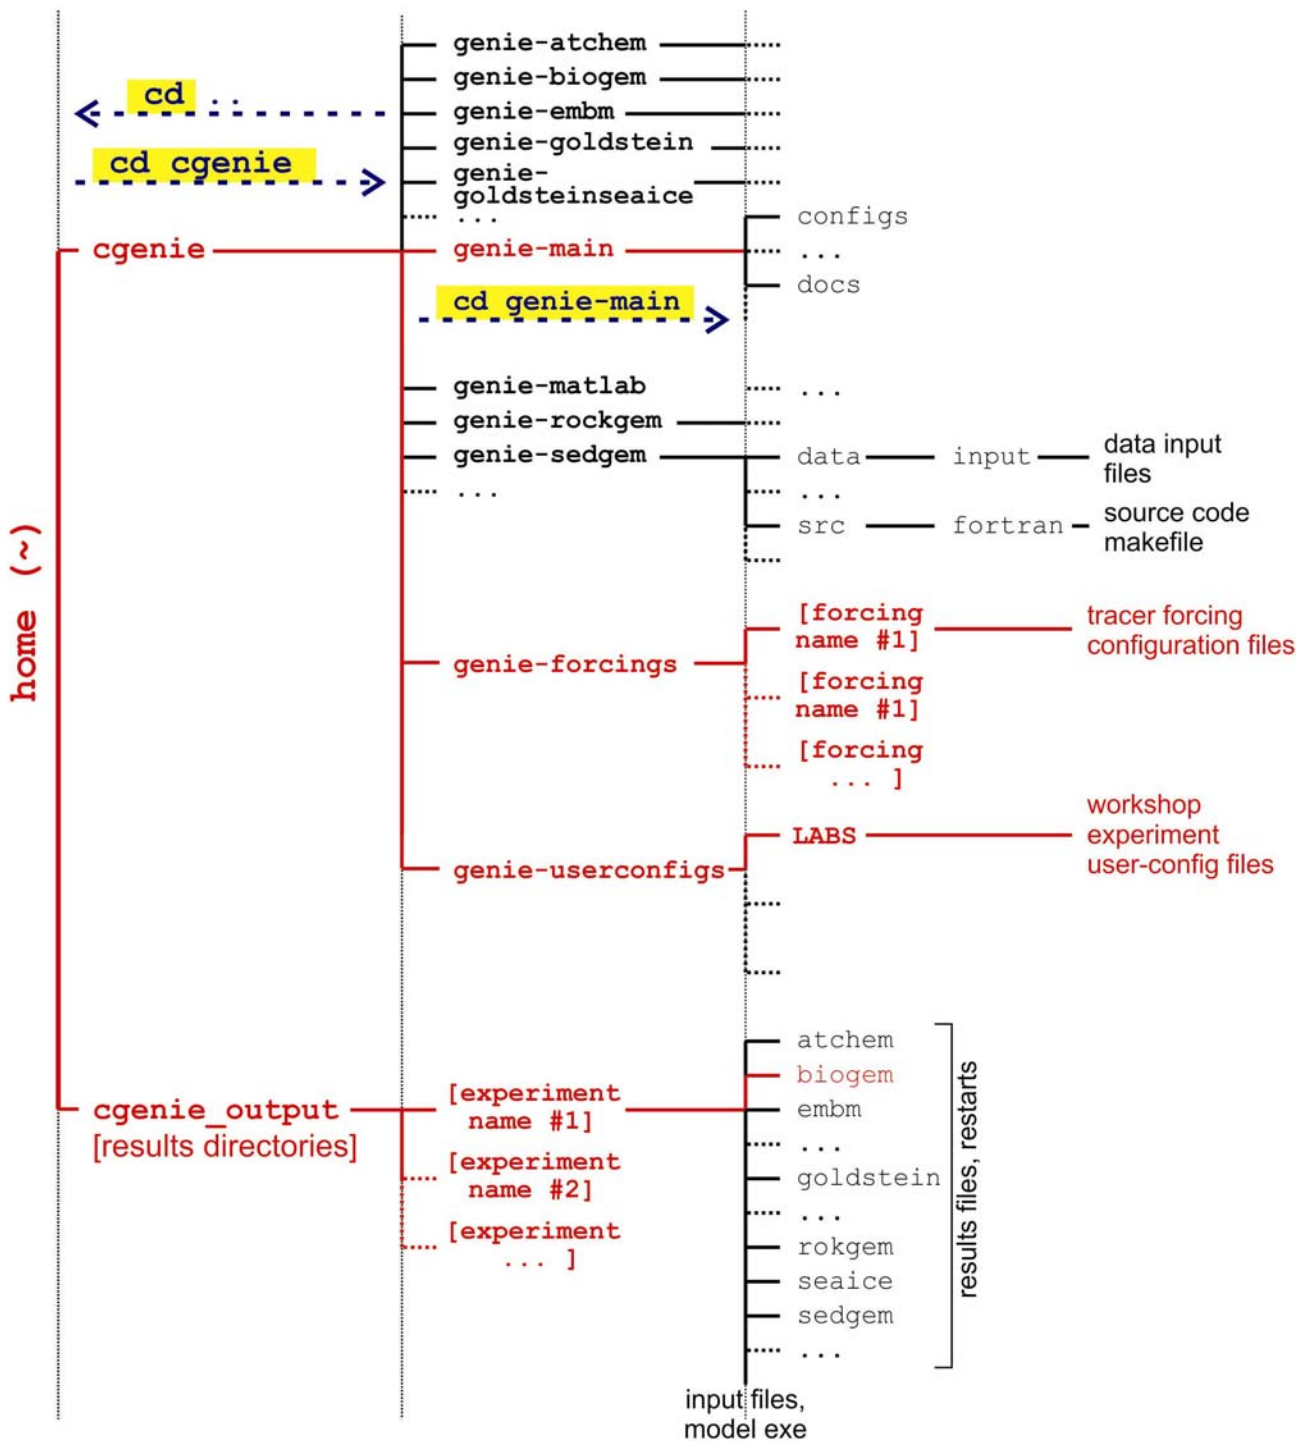 genie-atchem
genie-biogem
cd ..
genie-embm
genie-goldstein
cd cgenie
genie-
goldsteinseaice
...
configs
cgenie
genie-main
...
docs
cd genie-main
genie-matlab
...
genie-rockgem
genie-sedgem
data
input
data input
files
...
...
src
fortran
source code
makefile
home (~)
[forcing
name #1]
tracer forcing
configuration files
genie-forcings
[forcing
name #1]
[forcing
... ]
LABS
workshop
experiment
user-config files
genie-userconfigs
atchem
biogem
cgenie_output
[results directories]
[experiment
name #1]
embm
...
[experiment
name #2]
goldstein
...
[experiment
... ]
rokgem
seaice
sedgem
...
results files, restarts
input files,
model exe